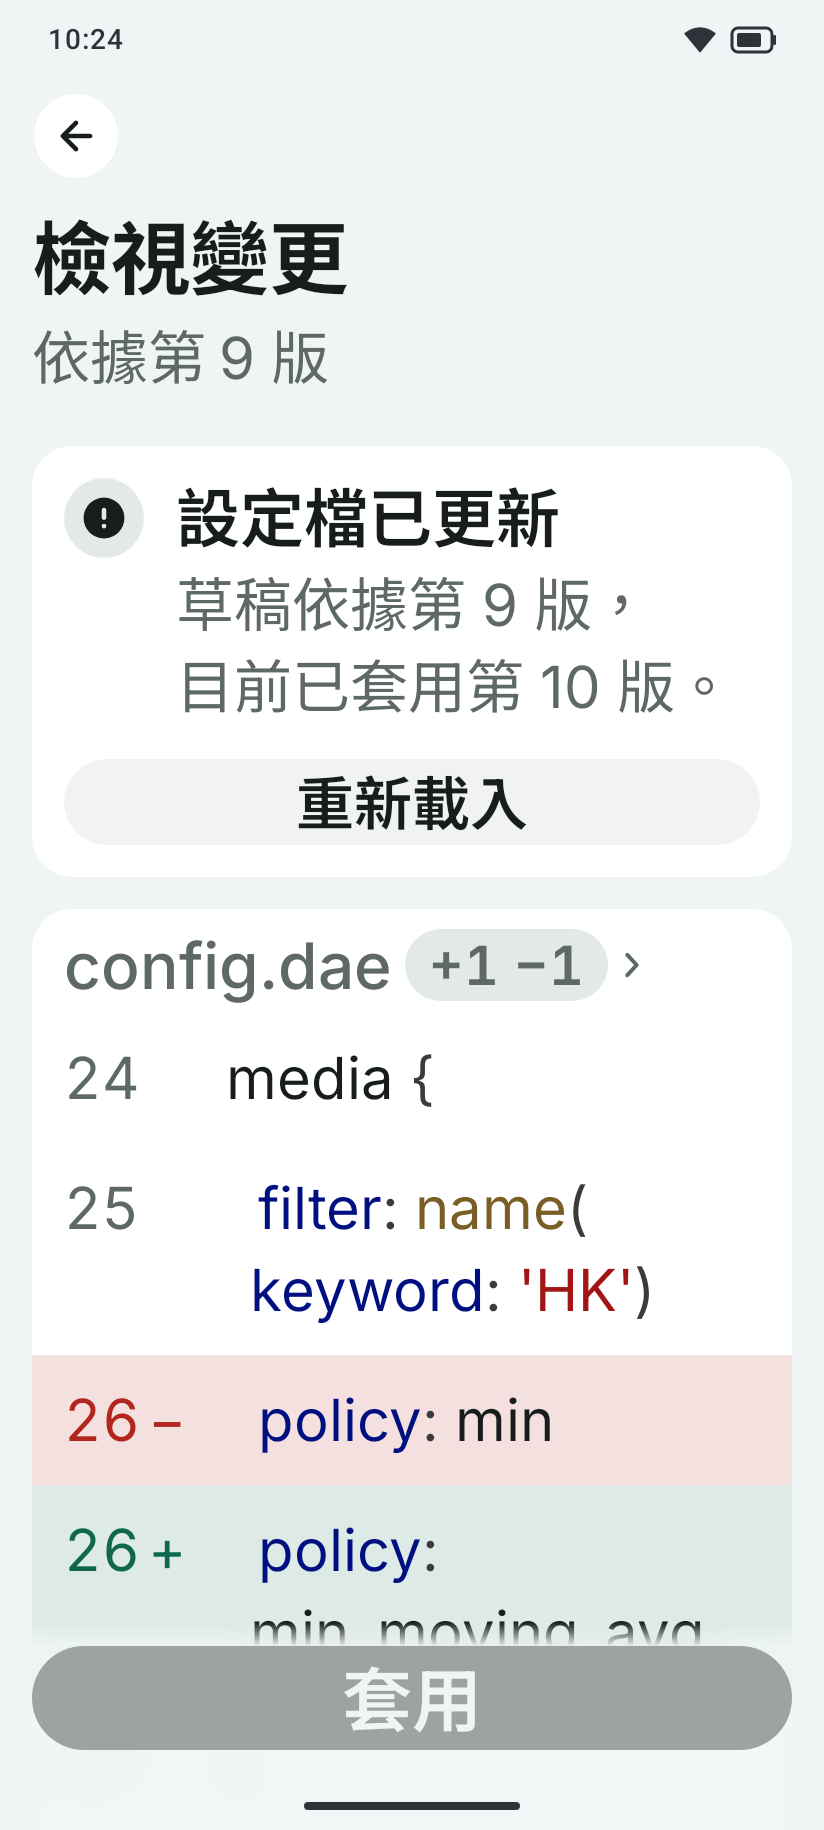 10:24
檢視變更
依據第 9 版
設定檔已更新
草稿依據第 9 版，
目前已套用第 10 版。
重新載入
config.dae +1 −1
24 media {
25 filter: name(
keyword: 'HK')
26 − policy: min
26 + policy:
min_moving_avg
套用